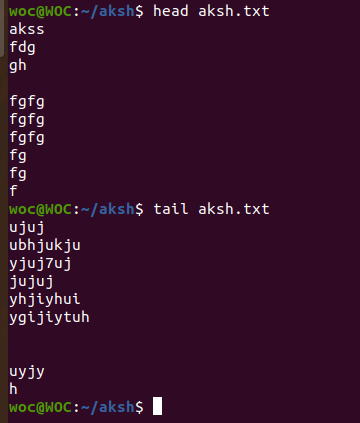 woc@WOC:~/aksh$ head aksh.txt
akss
fdg
gh

fgfg
fgfg
fgfg
fg
fg
f
woc@WOC:~/aksh$ tail aksh.txt
ujuj
ubhjukju
yjuj7uj
jujuj
yhjiyhui
ygijiytuh


uyjy
h
woc@WOC:~/aksh$